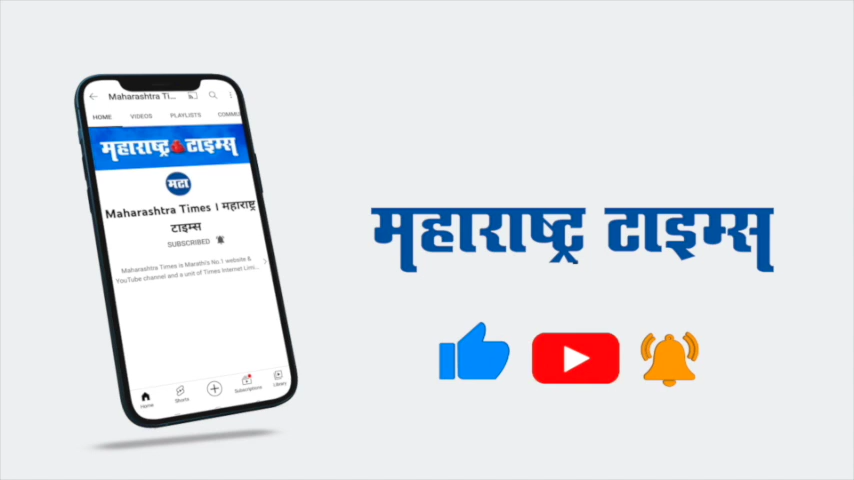 Maharashtra Ti...
HOME VIDEOS PLAYLISTS COMMU
महाराष्ट्र टाइम्स
मटा
Maharashtra Times । महाराष्ट्र
टाइम्स
SUBSCRIBED
Maharashtra Times is Marathi's No.1 website &
YouTube channel and a unit of Times Internet Limi...
Home Shorts Subscriptions Library
महाराष्ट्र टाइम्स